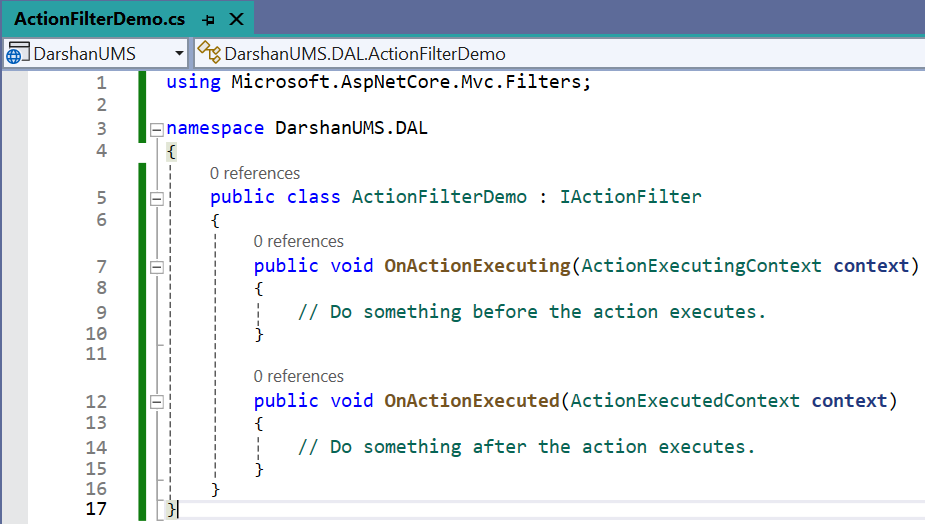 ActionFilterDemo.cs
DarshanUMS DarshanUMS.DAL.ActionFilterDemo
1 using Microsoft.AspNetCore.Mvc.Filters;
2
3 namespace DarshanUMS.DAL
4 {
0 references
5 public class ActionFilterDemo : IActionFilter
6 {
0 references
7 public void OnActionExecuting(ActionExecutingContext context)
8 {
9 // Do something before the action executes.
10 }
11
0 references
12 public void OnActionExecuted(ActionExecutedContext context)
13 {
14 // Do something after the action executes.
15 }
16 }
17 }